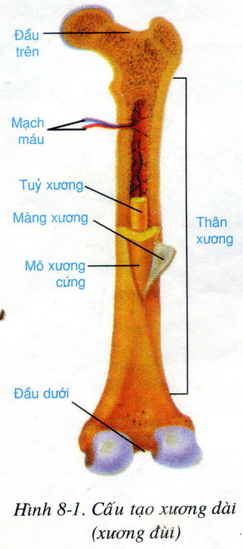 Đầu
trên
Mạch
máu
Tuỷ xương
Màng xương
Thân
xương
Mô xương
cứng
Đầu dưới
Hình 8-1. Cấu tạo xương dài
(xương đùi)